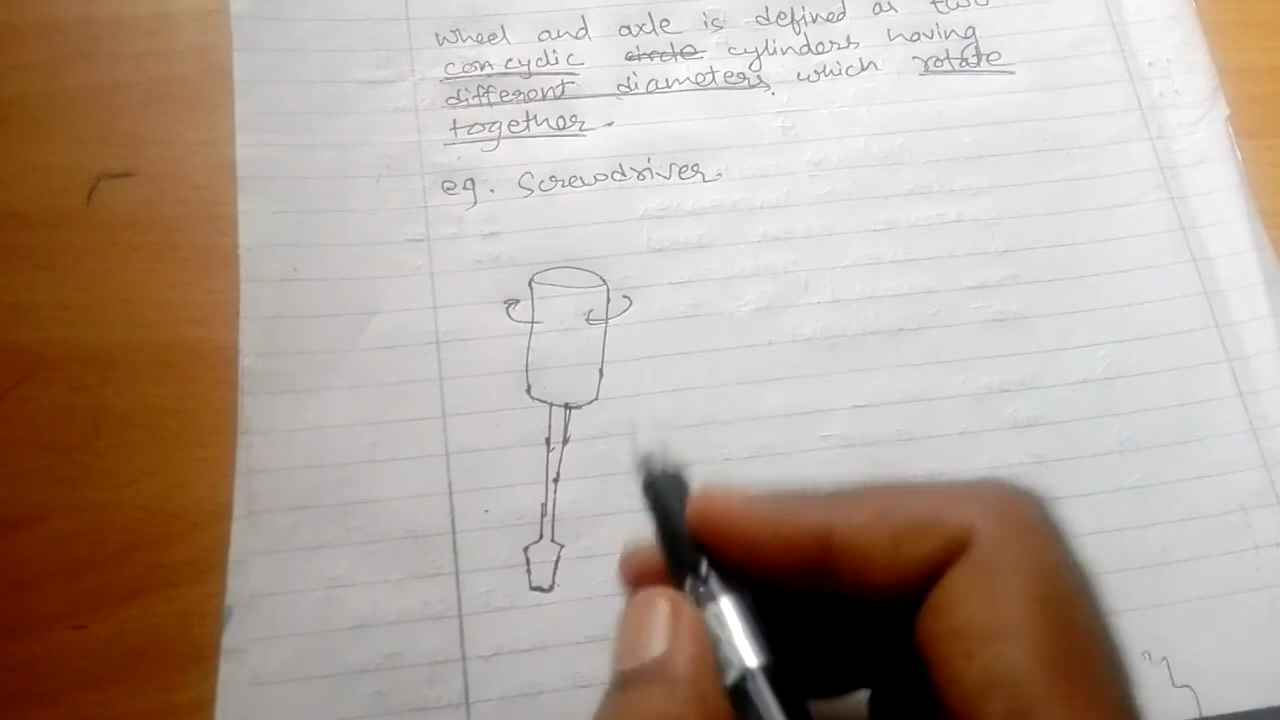 wheel and axle is defined as two
concyclic circle cylinders having
different diameters. which rotate
together.
eg. Screwdriver.